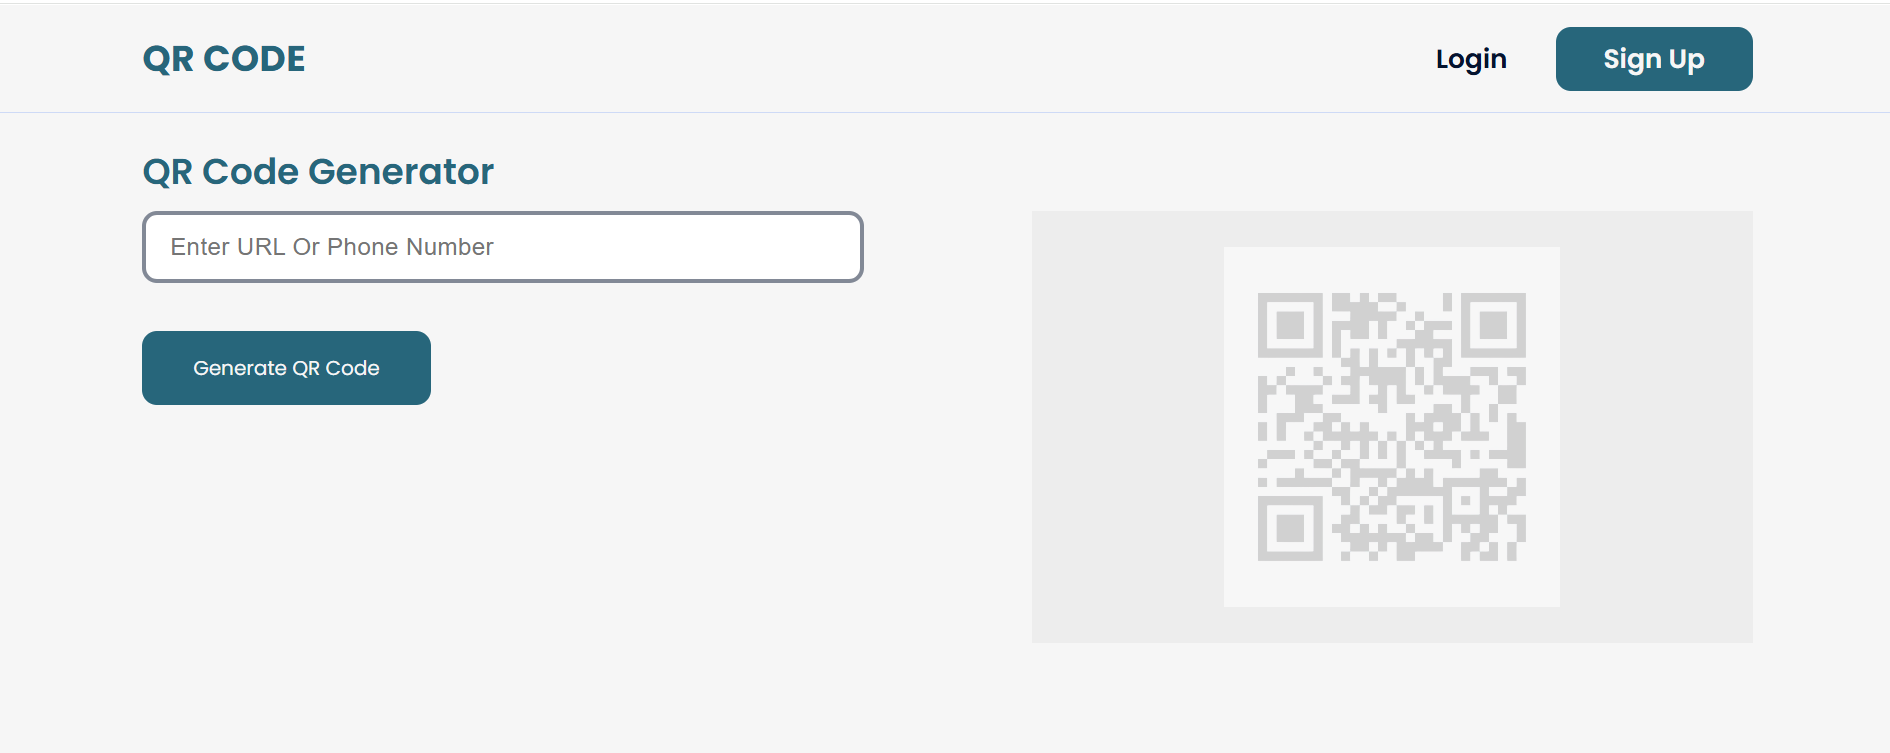 QR CODE
Login
Sign Up
QR Code Generator
Enter URL Or Phone Number
Generate QR Code